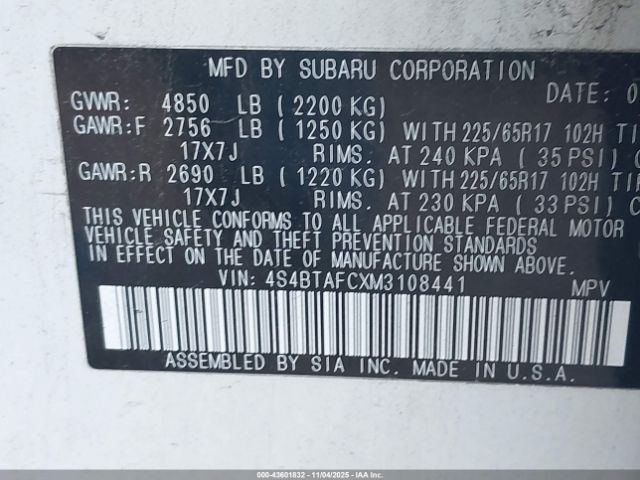 MFD BY SUBARU CORPORATION
DATE: 0
GVWR: 4850 LB ( 2200 KG)
GAWR:F 2756 LB ( 1250 KG) WITH 225/65R17 102H TI
17X7J RIMS. AT 240 KPA ( 35 PSI) C
GAWR:R 2690 LB ( 1220 KG) WITH 225/65R17 102H TI
17X7J RIMS. AT 230 KPA ( 33 PSI) C
THIS VEHICLE CONFORMS TO ALL APPLICABLE FEDERAL MOTOR
VEHICLE SAFETY AND THEFT PREVENTION STANDARDS
IN EFFECT ON THE DATE OF MANUFACTURE SHOWN ABOVE.
VIN: 4S4BTAFCXM3108441 MPV
ASSEMBLED BY SIA INC. MADE IN U.S.A.
000-43601832 - 11/04/2025 - IAAI.COM